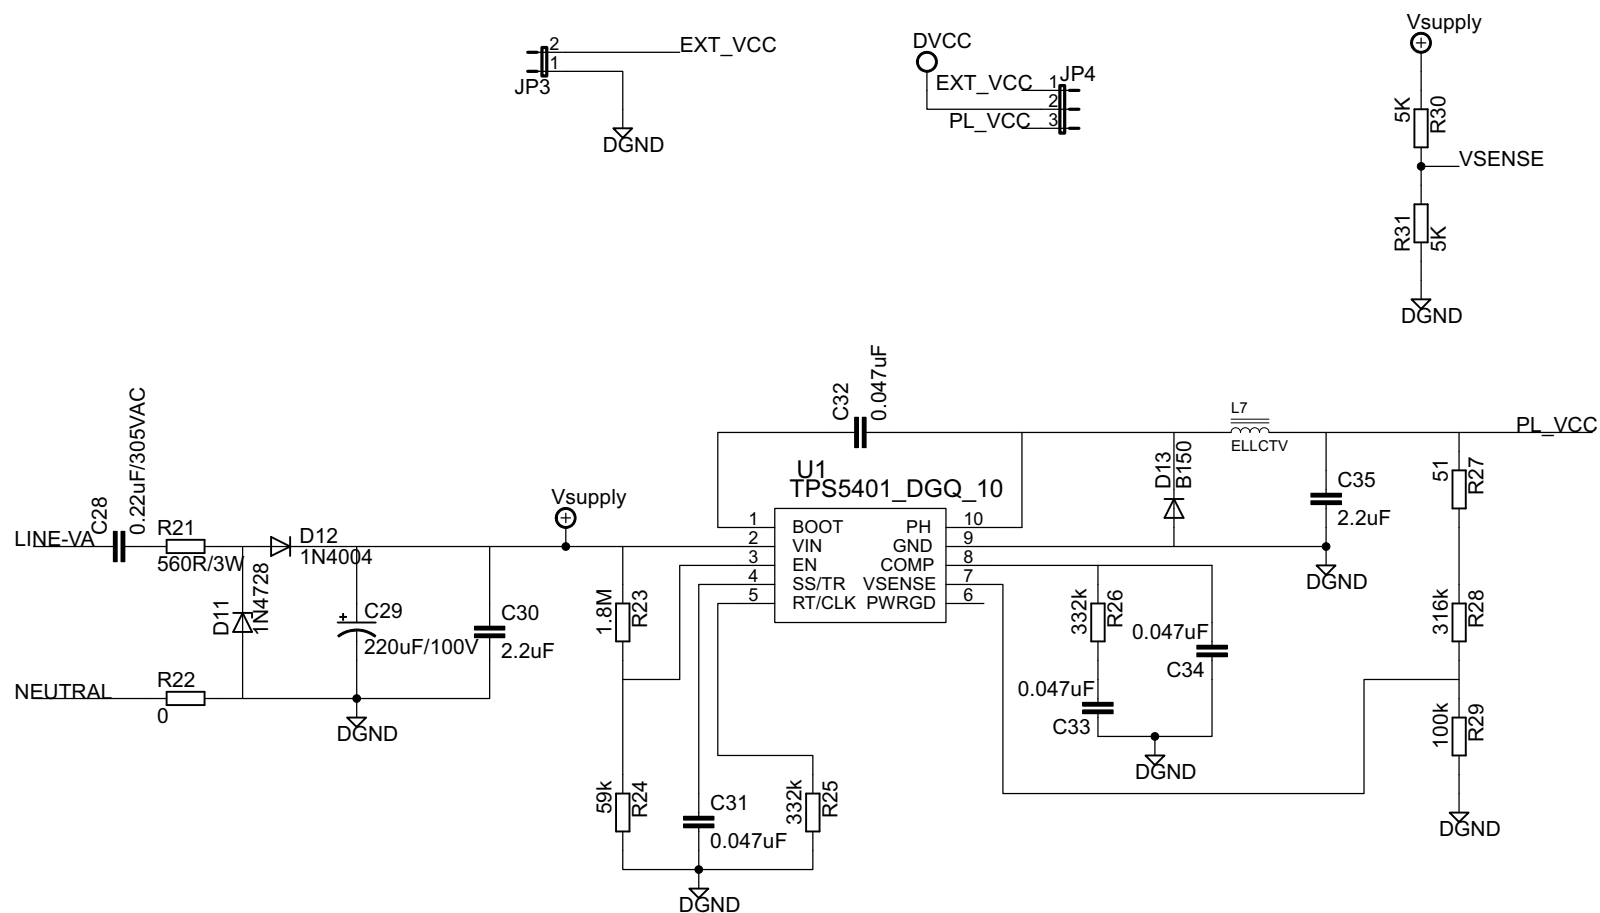 Vsupply
EXT_VCC
2
1
JP3
DGND
DVCC
EXT_VCC
PL_VCC
1
2
3
JP4
5K
R30
VSENSE
R31
5K
DGND
C32
0.047uF
L7
ELLCTV
PL_VCC
LINE-VA
C28
0.22uF/305VAC
R21
560R/3W
D12
1N4004
D11
1N4728
C29
220uF/100V
C30
2.2uF
NEUTRAL
R22
0
DGND
Vsupply
U1
TPS5401_DGQ_10
1 BOOT PH 10
2 VIN GND 9
3 EN COMP 8
4 SS/TR VSENSE 7
5 RT/CLK PWRGD 6
D13
B150
C35
2.2uF
DGND
51
R27
1.8M
R23
332k
R26
0.047uF
C34
0.047uF
C33
DGND
316k
R28
100k
R29
DGND
59k
R24
C31
0.047uF
332k
R25
DGND